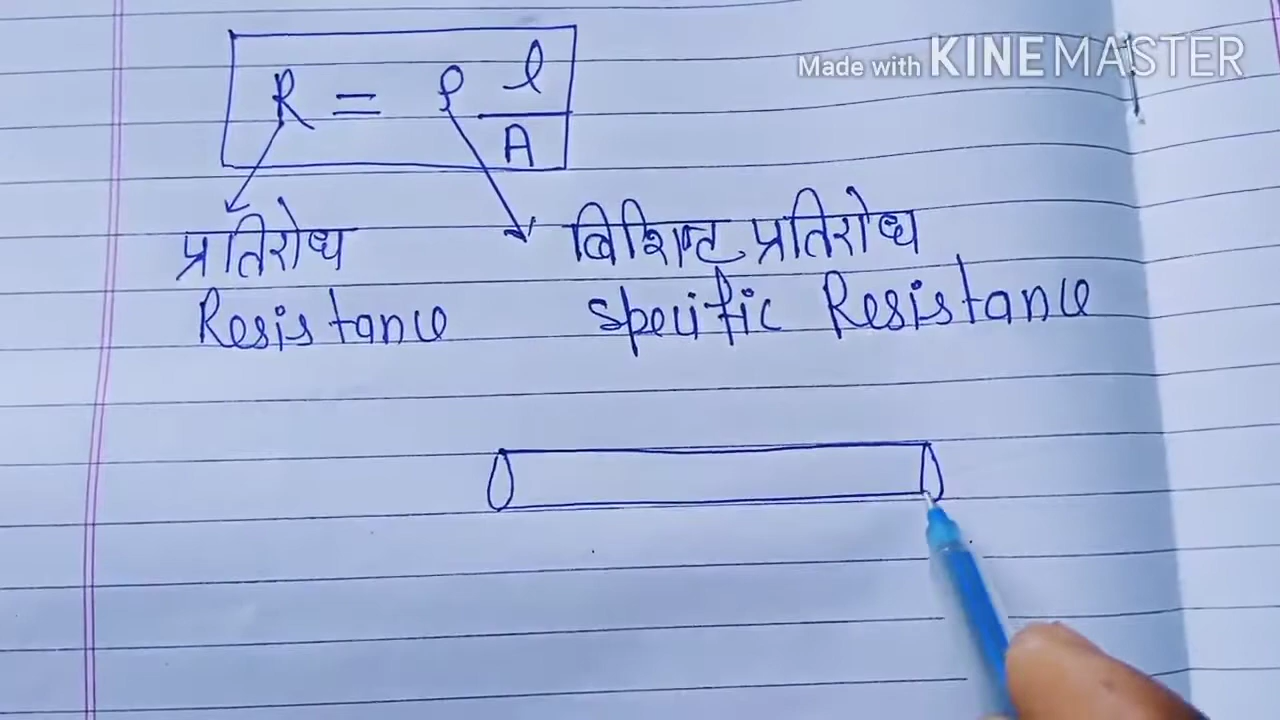 Made with KINEMASTER
R = ρ l/A
प्रतिरोध बिशिष्ट प्रतिरोध
Resistance Specific Resistance